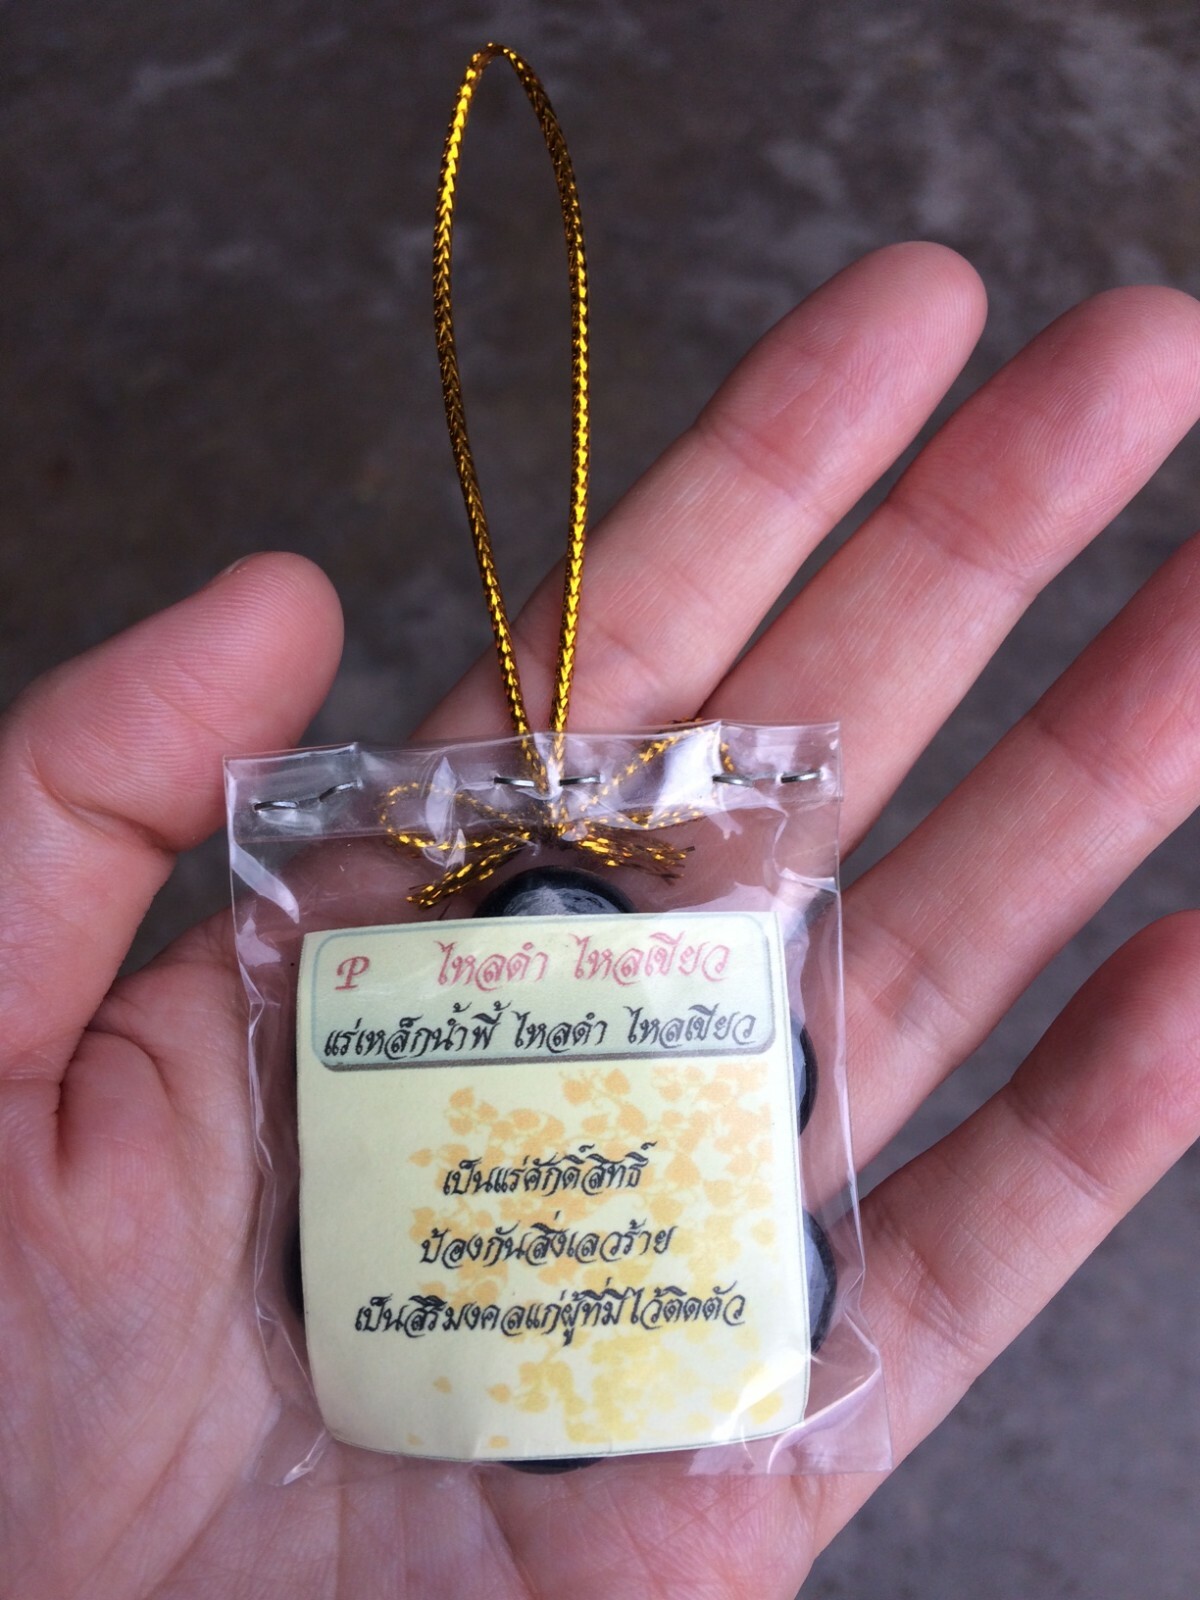 P ไหลดำ ไหลเขียว
แร่เหล็กน้ำพี้ ไหลดำ ไหลเขียว
เป็นแร่ศักดิ์สิทธิ์
ป้องกันสิ่งเลวร้าย
เป็นสิริมงคลแก่ผู้ที่มีไว้ติดตัว